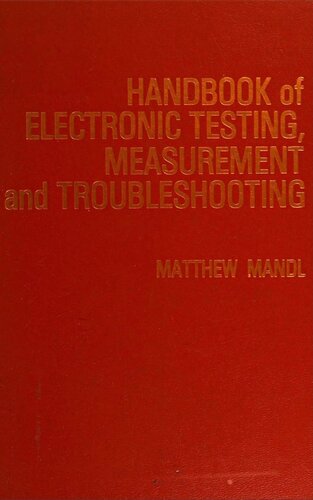 HANDBOOK of
ELECTRONIC TESTING,
MEASUREMENT
and TROUBLESHOOTING
MATTHEW MANDL